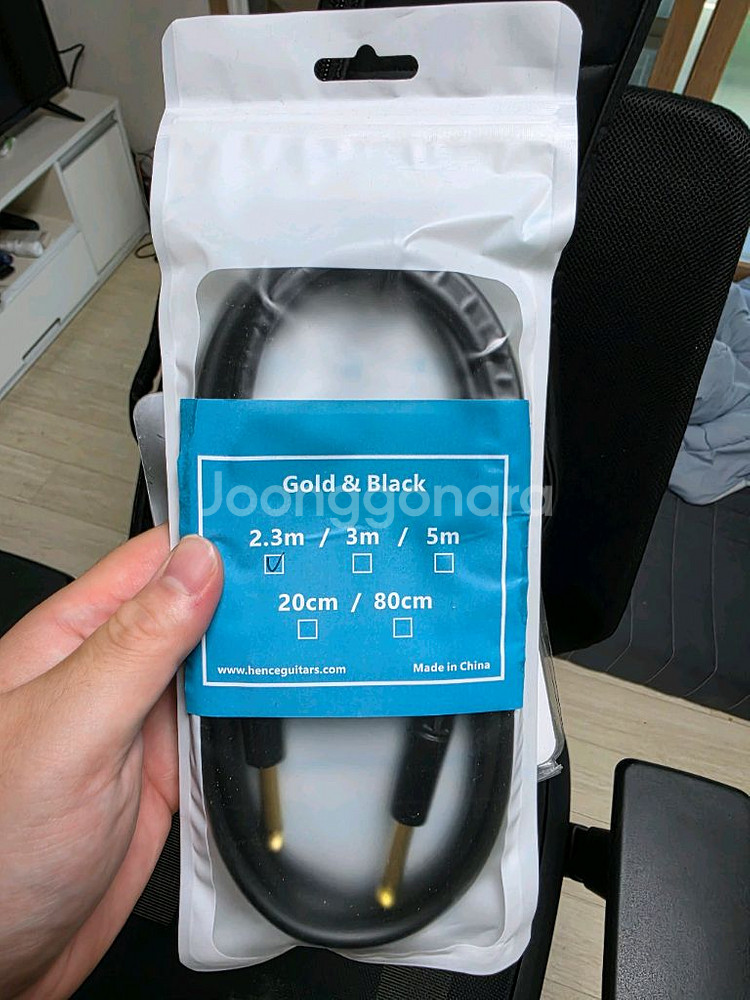 Gold & Black
Joonggonara
2.3m / 3m / 5m
20cm / 80cm
www.henceguitars.com Made in China